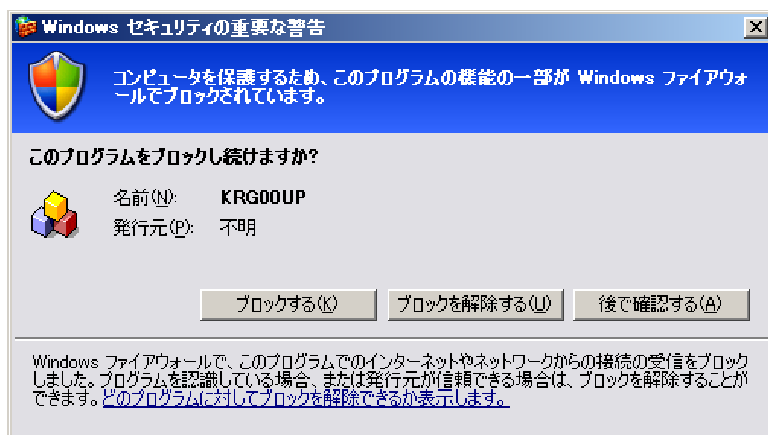 Windows セキュリティの重要な警告
コンピュータを保護するため、このプログラムの機能の一部が Windows ファイアウォ
ールでブロックされています。
このプログラムをブロックし続けますか?
名前(N): KRG00UP
発行元(P): 不明
ブロックする(K) ブロックを解除する(U) 後で確認する(A)
Windows ファイアウォールで、このプログラムでのインターネットやネットワークからの接続の受信をブロック
しました。プログラムを認識している場合、または発行元が信頼できる場合は、ブロックを解除することが
できます。どのプログラムに対してブロックを解除できるか表示します。